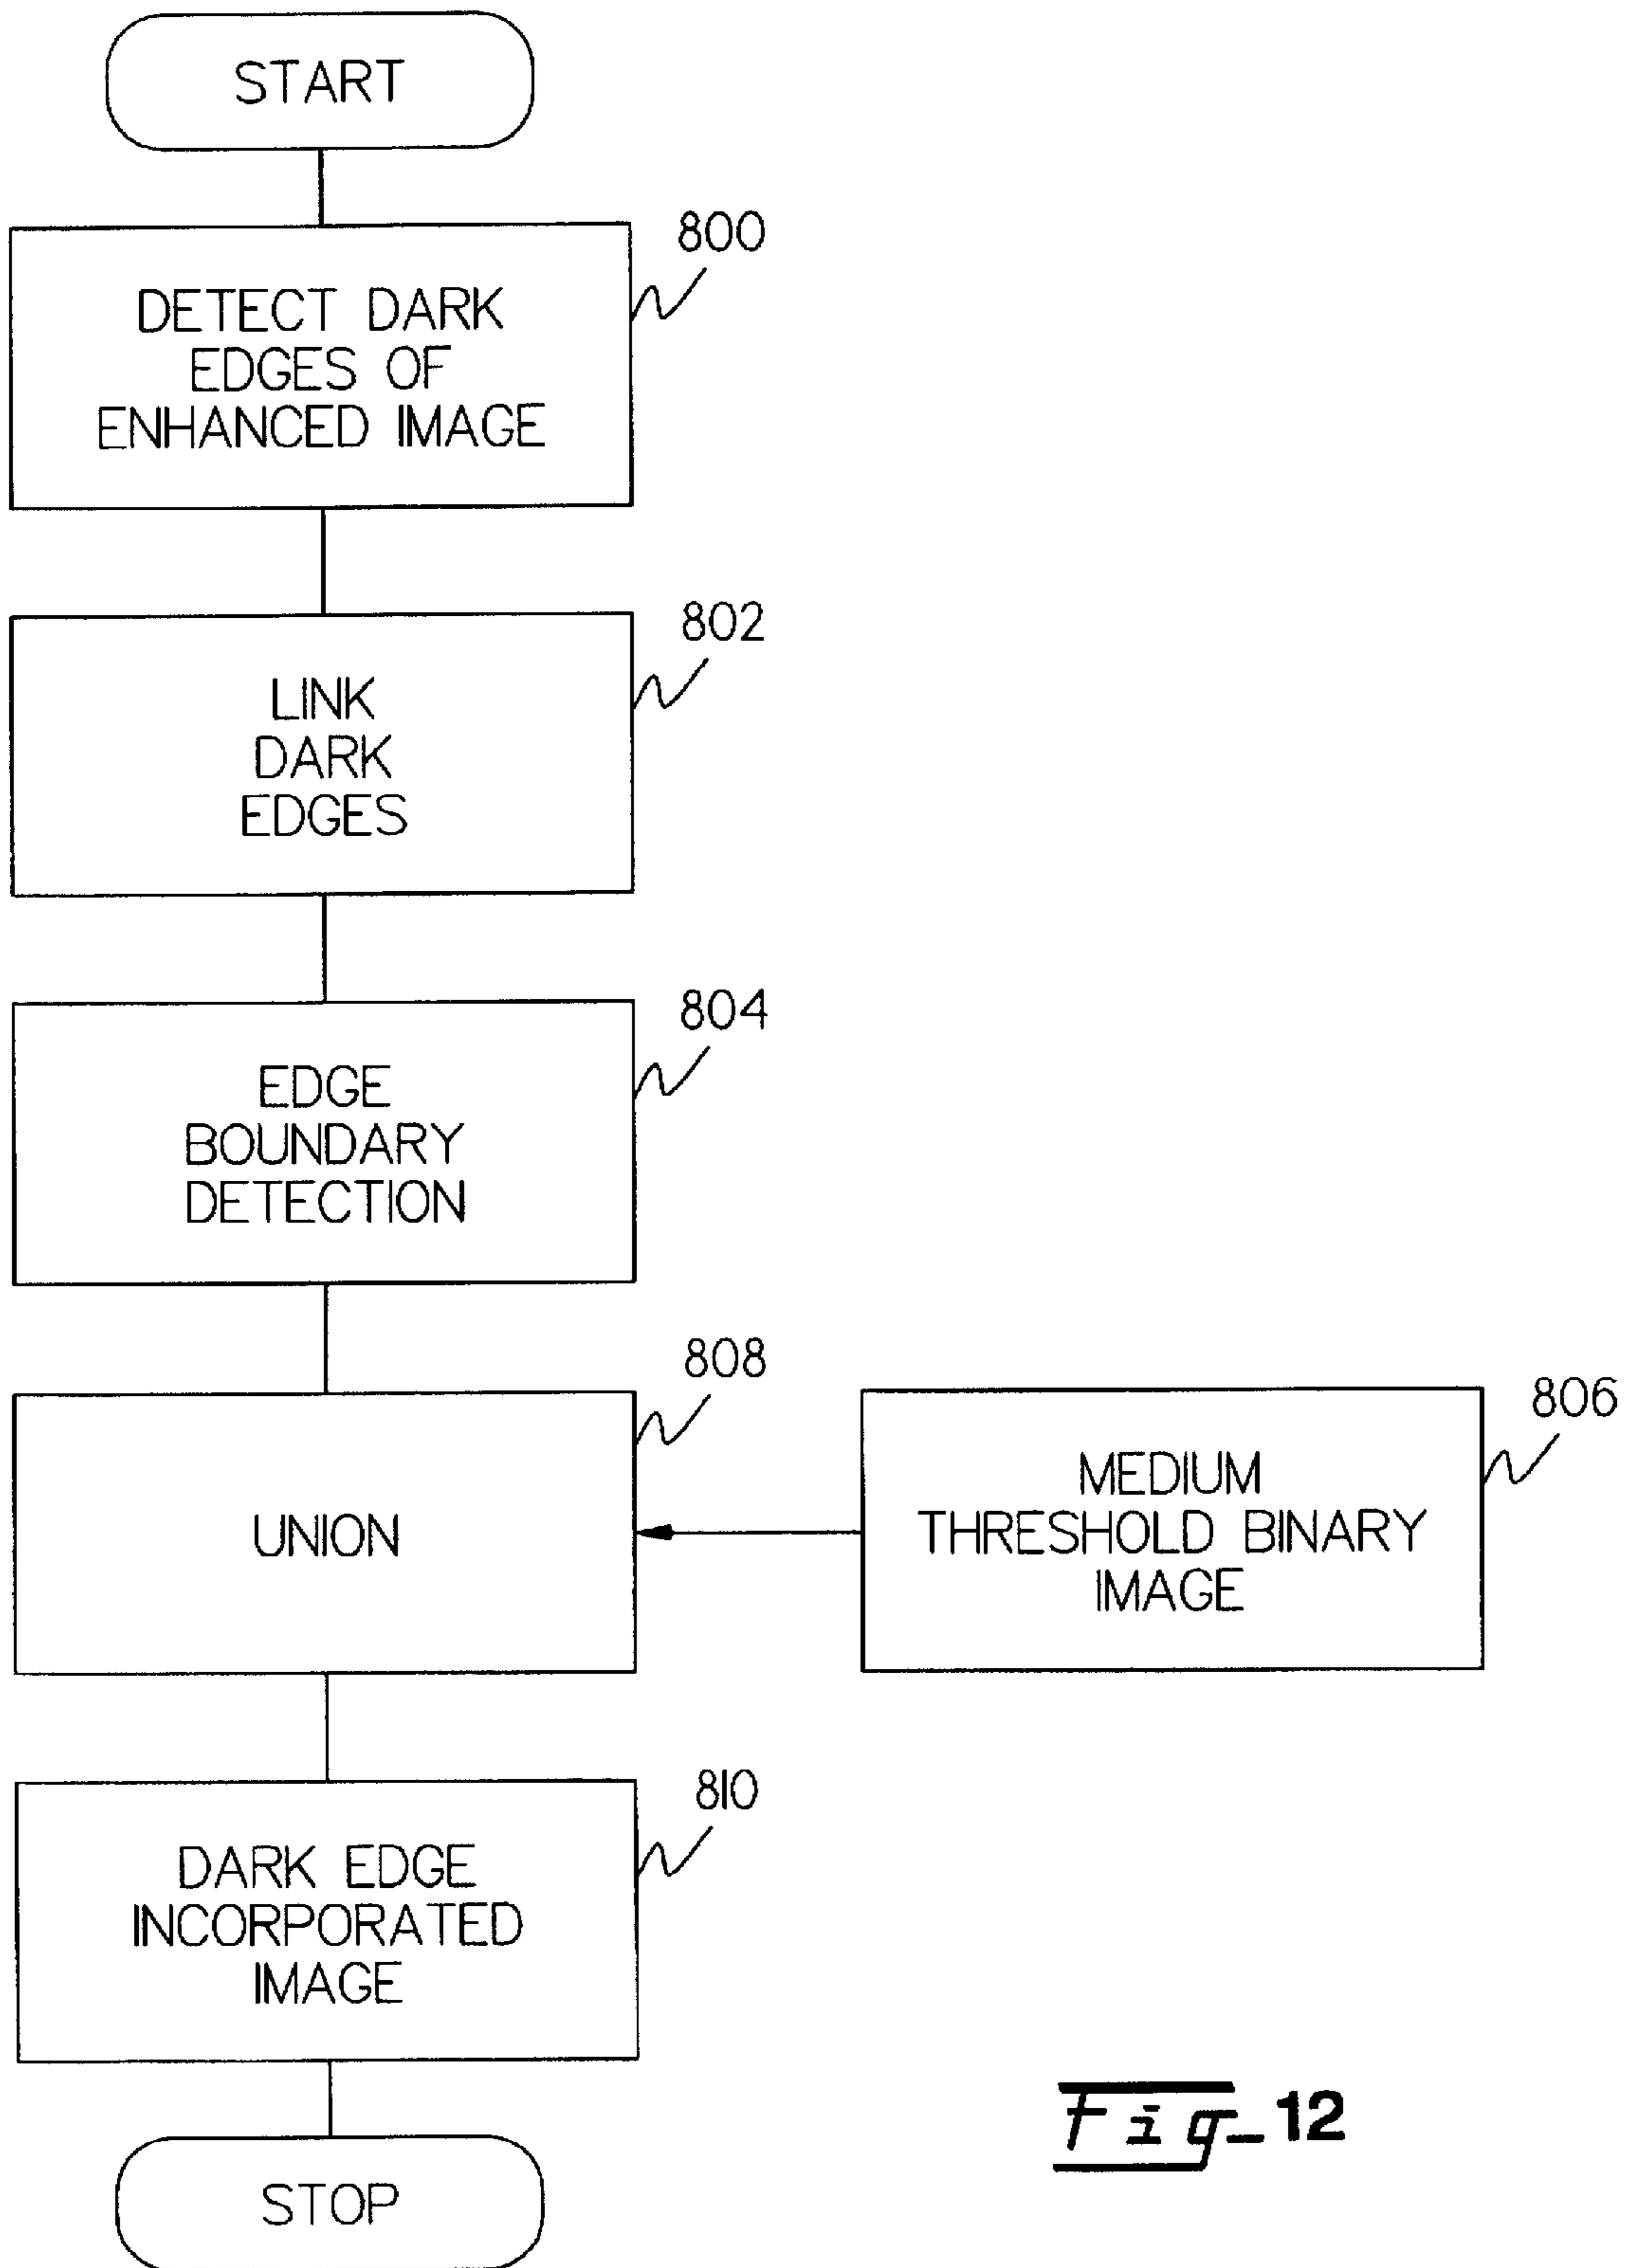 START
800
DETECT DARK
EDGES OF
ENHANCED IMAGE
802
LINK
DARK
EDGES
804
EDGE
BOUNDARY
DETECTION
808
UNION
806
MEDIUM
THRESHOLD BINARY
IMAGE
810
DARK EDGE
INCORPORATED
IMAGE
STOP
Fig_12